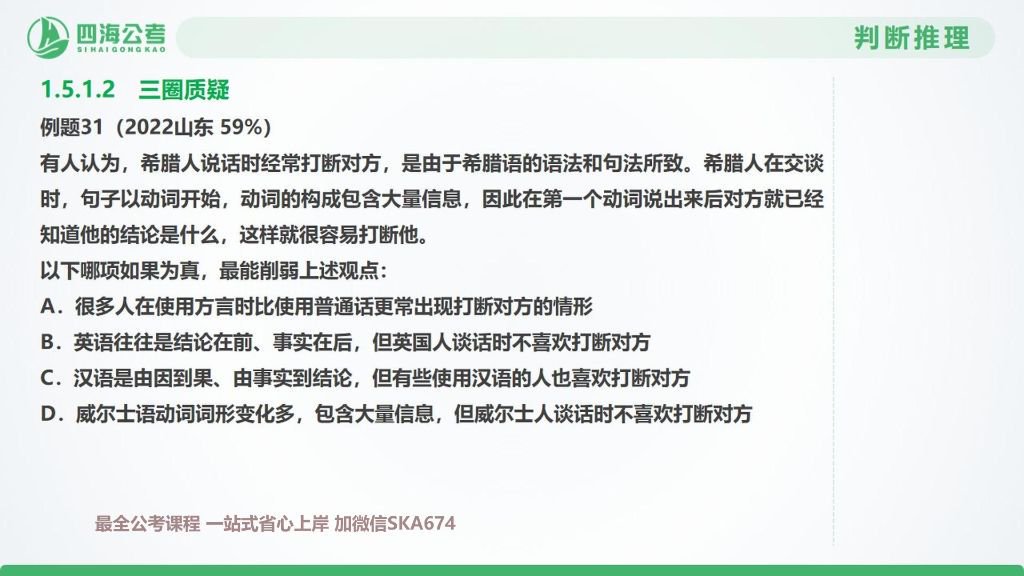 四海公考
SIHAIGONGKAO
判断推理
1.5.1.2 三圈质疑
例题31（2022山东 59%）
有人认为，希腊人说话时经常打断对方，是由于希腊语的语法和句法所致。希腊人在交谈
时，句子以动词开始，动词的构成包含大量信息，因此在第一个动词说出来后对方就已经
知道他的结论是什么，这样就很容易打断他。
以下哪项如果为真，最能削弱上述观点：
A．很多人在使用方言时比使用普通话更常出现打断对方的情形
B．英语往往是结论在前、事实在后，但英国人谈话时不喜欢打断对方
C．汉语是由因到果、由事实到结论，但有些使用汉语的人也喜欢打断对方
D．威尔士语动词词形变化多，包含大量信息，但威尔士人谈话时不喜欢打断对方
最全公考课程 一站式省心上岸 加微信SKA674